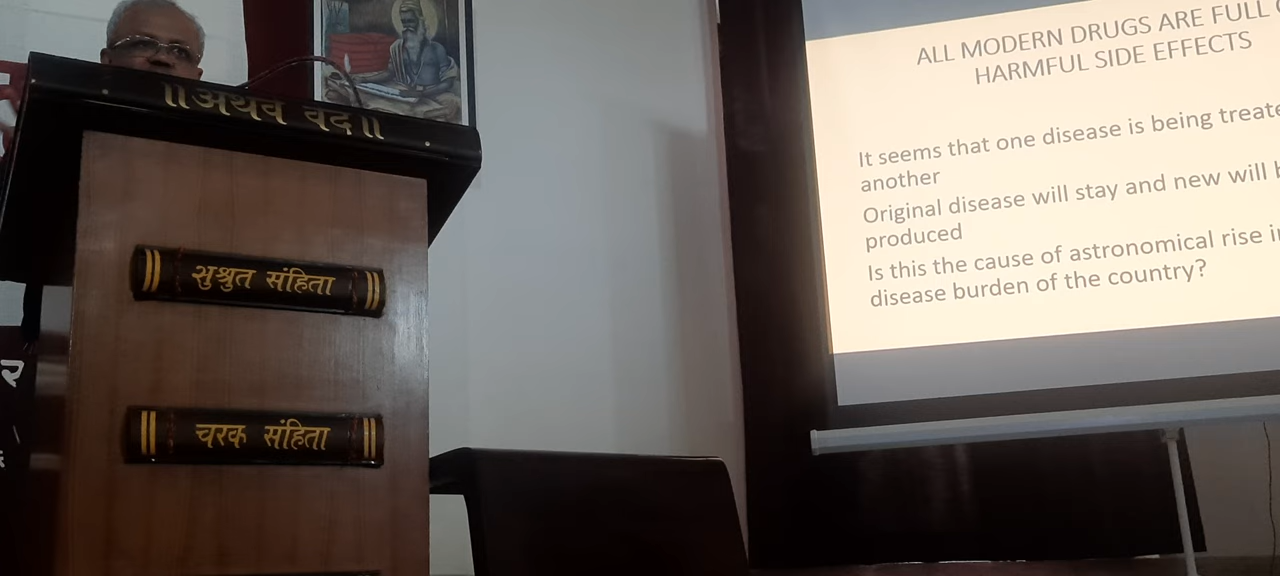 ॥अथर्व वेद॥
सुश्रुत संहिता
चरक संहिता
र
ALL MODERN DRUGS ARE FULL
HARMFUL SIDE EFFECTS
It seems that one disease is being treate
another
Original disease will stay and new will b
produced
Is this the cause of astronomical rise i
disease burden of the country?